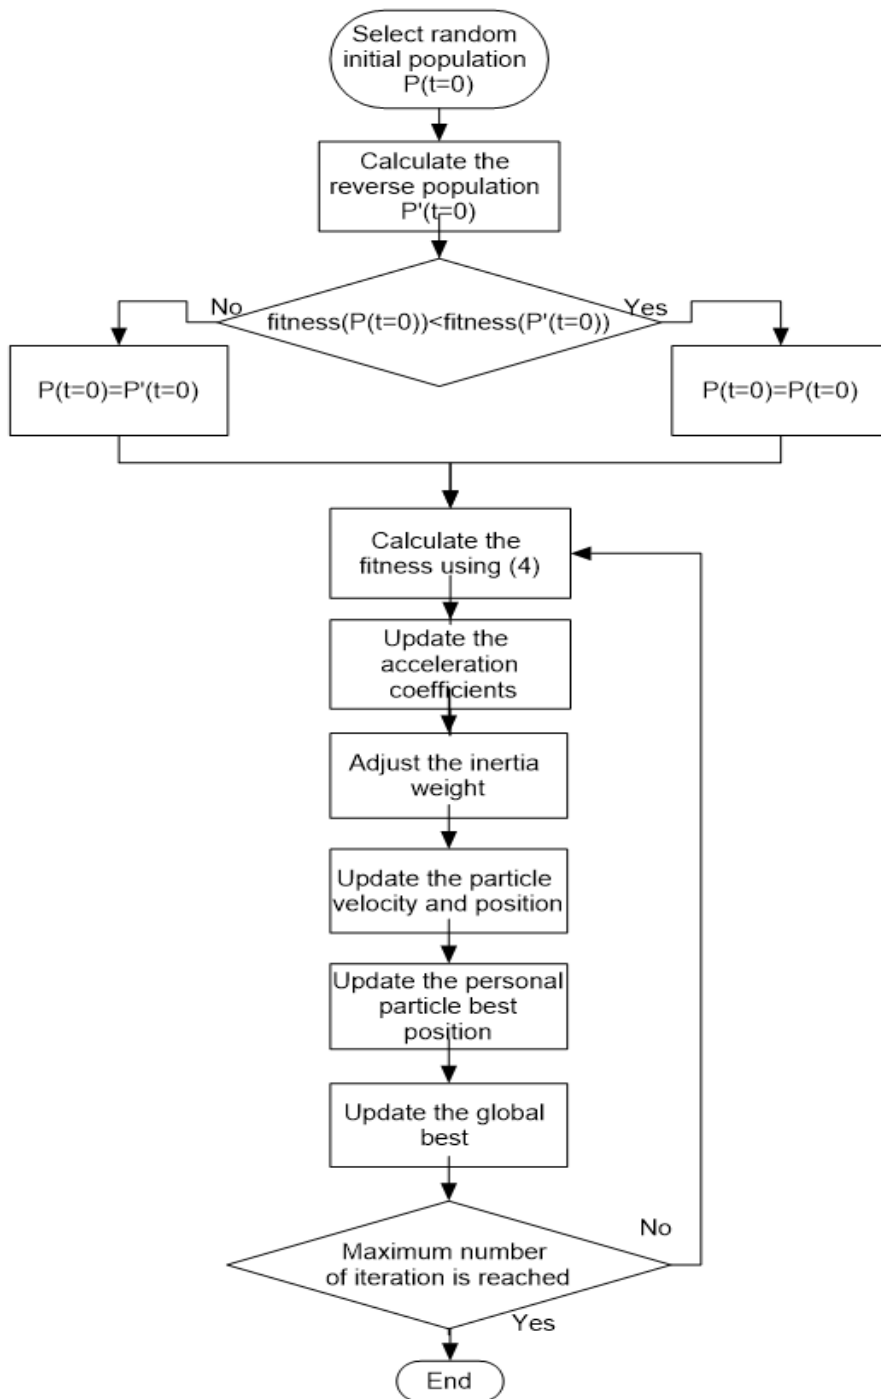 Select random
initial population
P(t=0)
Calculate the
reverse population
P'(t=0)
No
Yes
fitness(P(t=0))<fitness(P'(t=0))
P(t=0)=P'(t=0)
P(t=0)=P(t=0)
Calculate the
fitness using (4)
Update the
acceleration
coefficients
Adjust the inertia
weight
Update the particle
velocity and position
Update the personal
particle best
position
Update the global
best
No
Maximum number
of iteration is reached
Yes
End